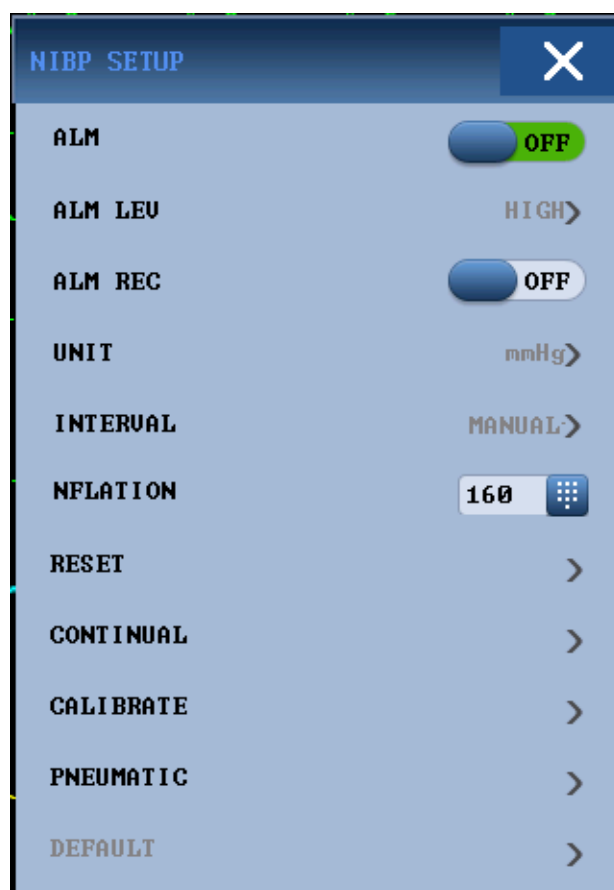 NIBP SETUP
ALM OFF
ALM LEV HIGH
ALM REC OFF
UNIT mmHg
INTERVAL MANUAL
NFLATION 160
RESET
CONTINUAL
CALIBRATE
PNEUMATIC
DEFAULT